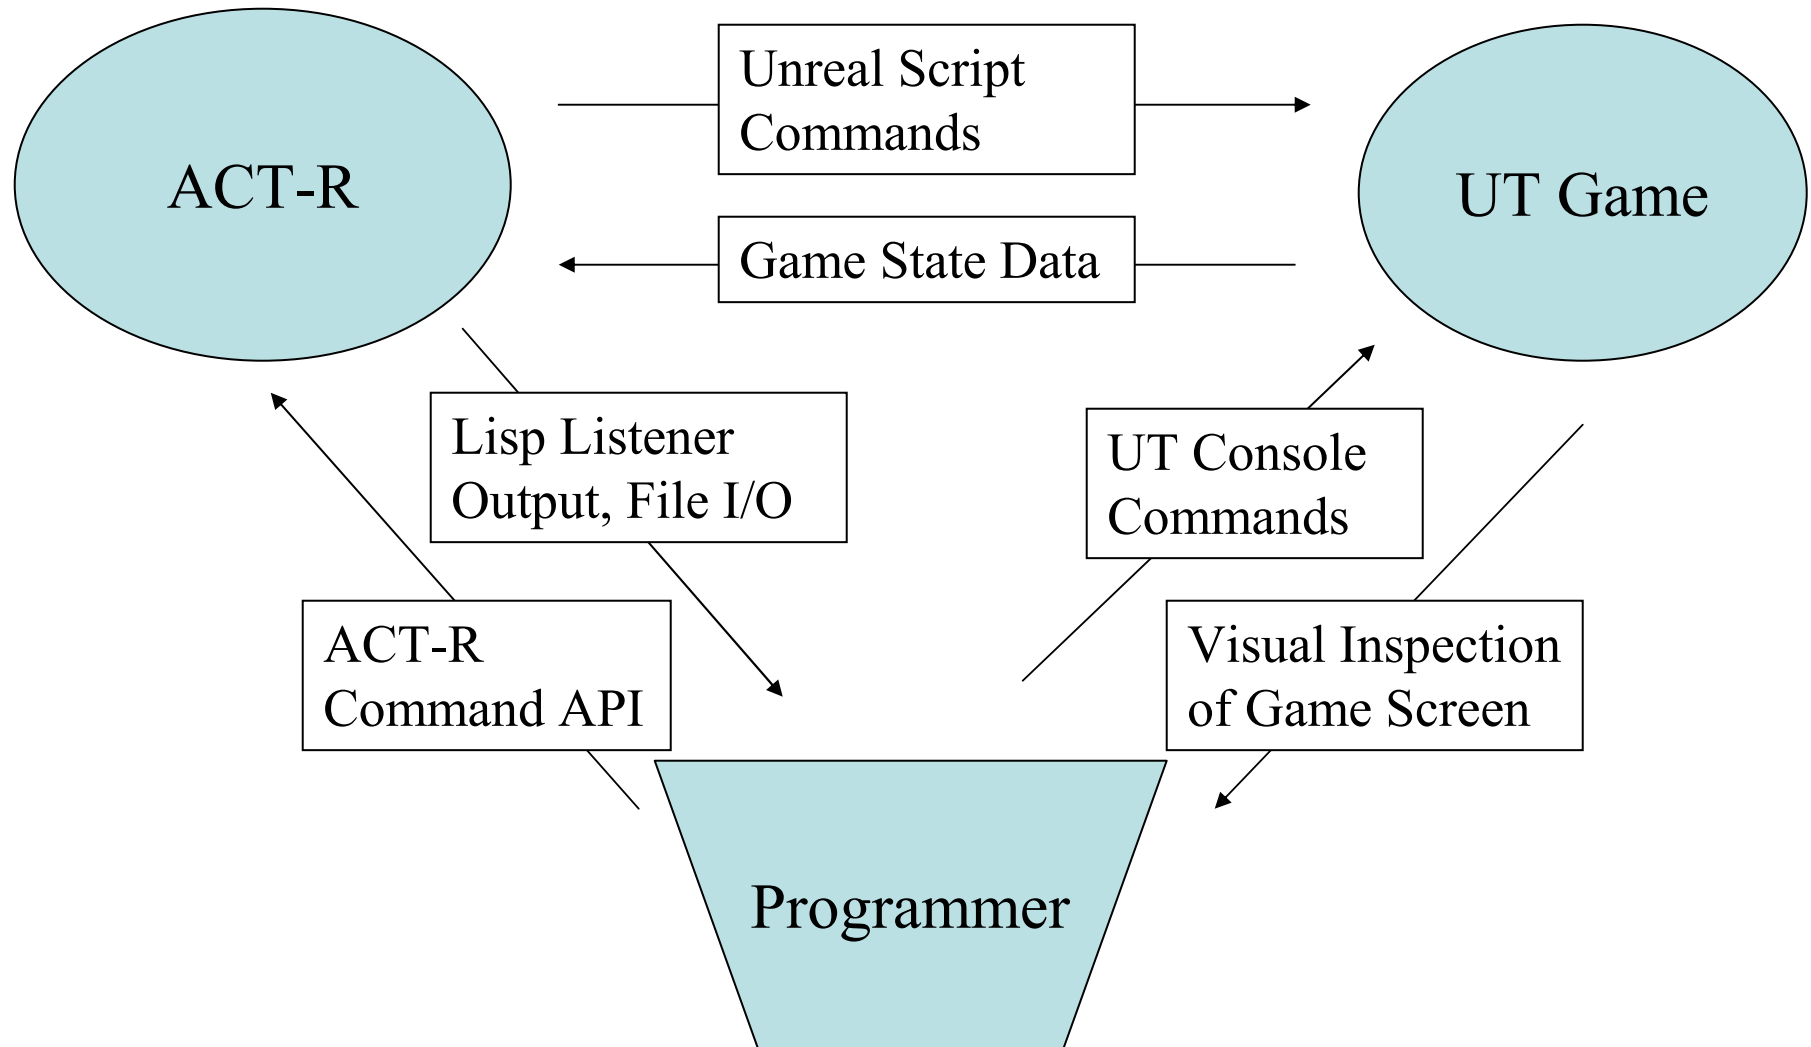 Unreal Script
Commands
ACT-R
UT Game
Game State Data
Lisp Listener
Output, File I/O
UT Console
Commands
ACT-R
Command API
Visual Inspection
of Game Screen
Programmer